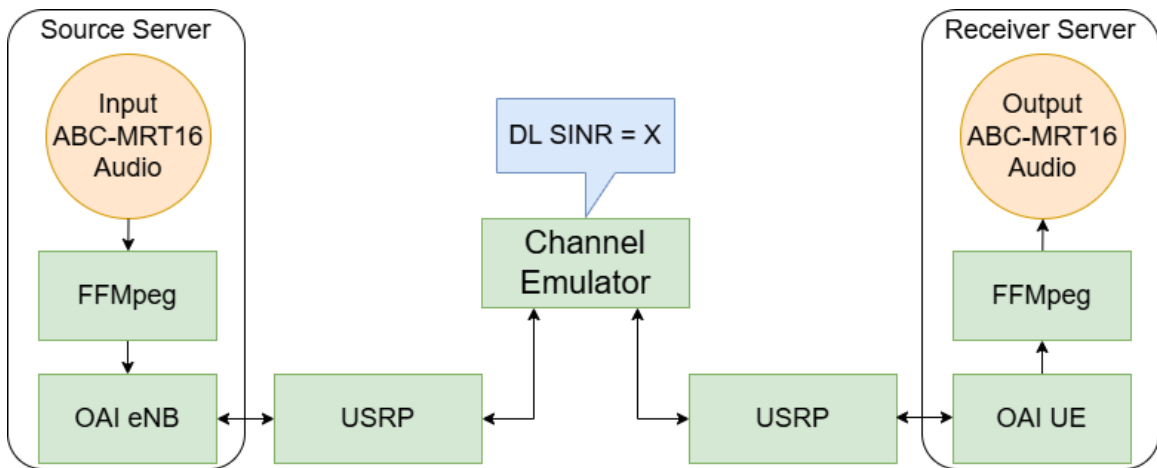 Source Server
Input
ABC-MRT16
Audio
FFMpeg
OAI eNB
USRP
DL SINR = X
Channel
Emulator
USRP
Receiver Server
Output
ABC-MRT16
Audio
FFMpeg
OAI UE